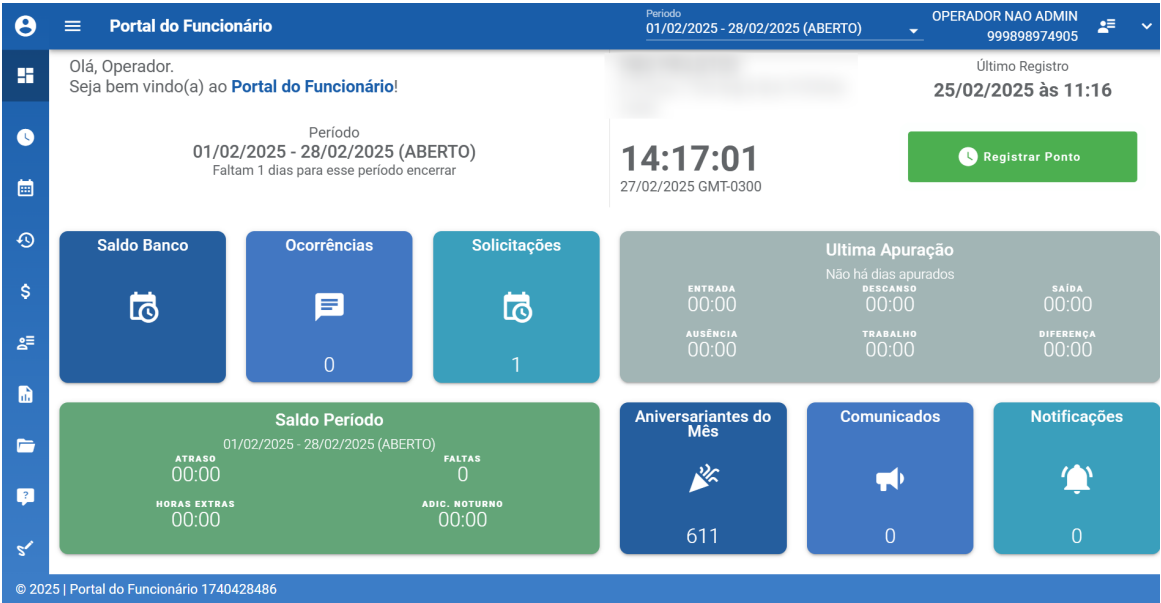 Portal do Funcionário
Período
01/02/2025 - 28/02/2025 (ABERTO)
OPERADOR NAO ADMIN
999898974905
Olá, Operador.
Seja bem vindo(a) ao Portal do Funcionário!
Último Registro
25/02/2025 às 11:16
Período
01/02/2025 - 28/02/2025 (ABERTO)
Faltam 1 dias para esse período encerrar
14:17:01
27/02/2025 GMT-0300
Registrar Ponto
Saldo Banco
Ocorrências
0
Solicitações
1
Ultima Apuração
Não há dias apurados
ENTRADA
00:00
DESCANSO
00:00
SAÍDA
00:00
AUSÊNCIA
00:00
TRABALHO
00:00
DIFERENÇA
00:00
Saldo Período
01/02/2025 - 28/02/2025 (ABERTO)
ATRASO
00:00
FALTAS
0
HORAS EXTRAS
00:00
ADIC. NOTURNO
00:00
Aniversariantes do
Mês
611
Comunicados
0
Notificações
0
© 2025 | Portal do Funcionário 1740428486